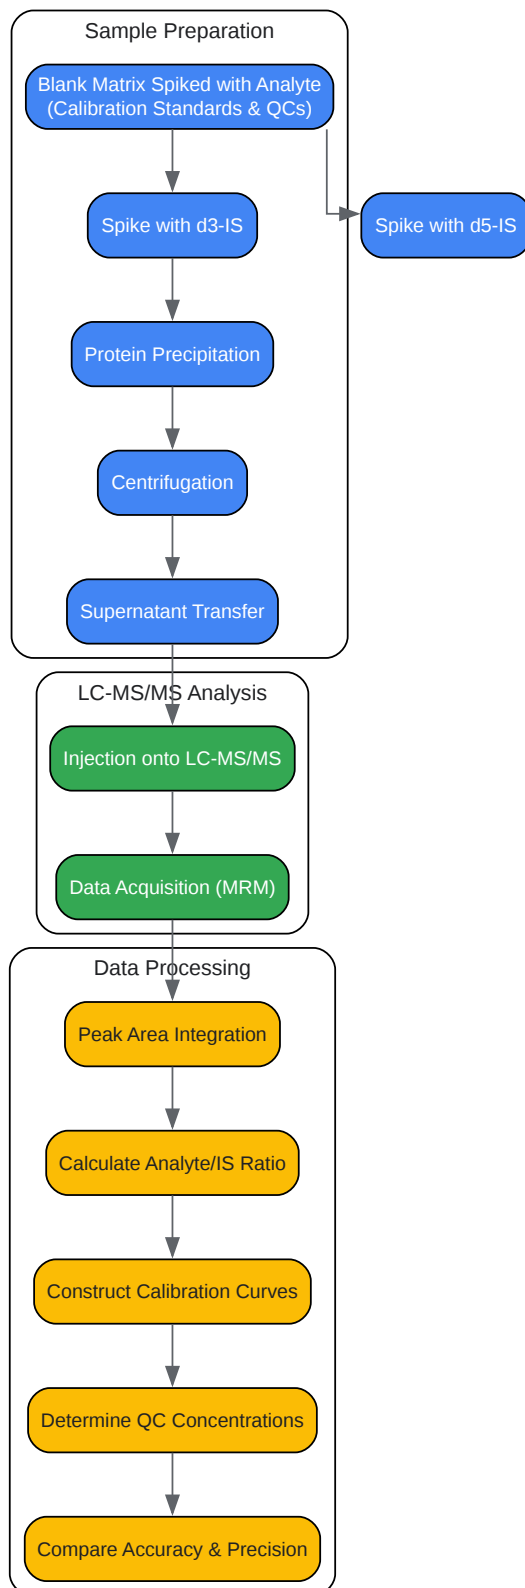 Sample Preparation
Blank Matrix Spiked with Analyte
(Calibration Standards & QCs)
Spike with d3-IS
Spike with d5-IS
Protein Precipitation
Centrifugation
Supernatant Transfer
LC-MS/MS Analysis
Injection onto LC-MS/MS
Data Acquisition (MRM)
Data Processing
Peak Area Integration
Calculate Analyte/IS Ratio
Construct Calibration Curves
Determine QC Concentrations
Compare Accuracy & Precision